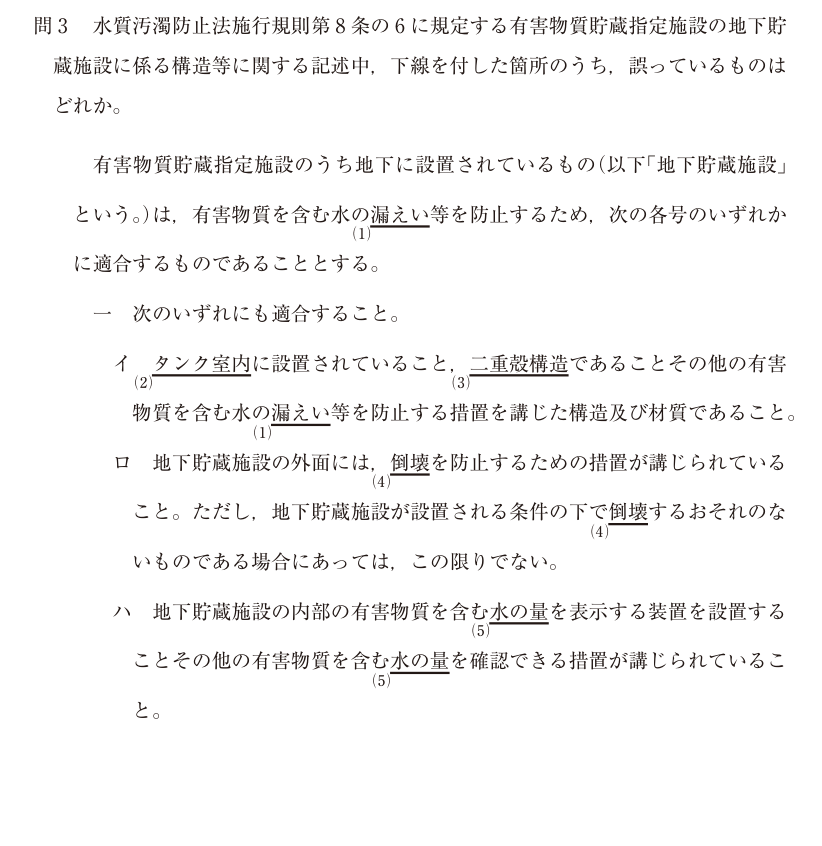 問3　水質汚濁防止法施行規則第8条の6に規定する有害物質貯蔵指定施設の地下貯
蔵施設に係る構造等に関する記述中，下線を付した箇所のうち，誤っているものは
どれか。
有害物質貯蔵指定施設のうち地下に設置されているもの(以下「地下貯蔵施設」
という。)は，有害物質を含む水の漏えい等を防止するため，次の各号のいずれか
(1)
に適合するものであることとする。
一　次のいずれにも適合すること。
イ　タンク室内に設置されていること，二重殻構造であることその他の有害
(2) (3)
物質を含む水の漏えい等を防止する措置を講じた構造及び材質であること。
(1)
ロ　地下貯蔵施設の外面には，倒壊を防止するための措置が講じられている
(4)
こと。ただし，地下貯蔵施設が設置される条件の下で倒壊するおそれのな
(4)
いものである場合にあっては，この限りでない。
ハ　地下貯蔵施設の内部の有害物質を含む水の量を表示する装置を設置する
(5)
ことその他の有害物質を含む水の量を確認できる措置が講じられているこ
(5)
と。